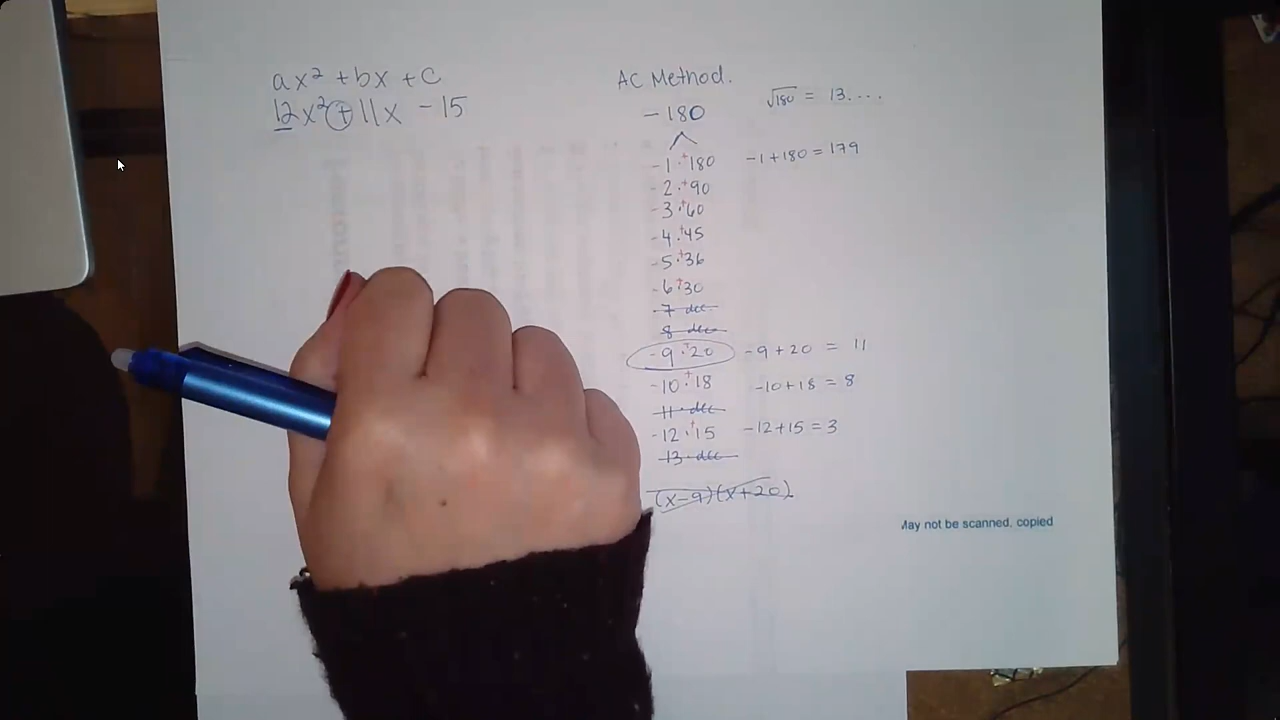 ax² + bx + c
12x² + 11x - 15
AC Method.
- 180
√180 = 13....
-1 · +180
-1 + 180 = 179
-2 · +90
-3 · +60
-4 · +45
-5 · +36
-6 · +30
7 dec
8 dec
-9 · +20
-9 + 20 = 11
-10 · +18
-10 + 18 = 8
11 · dec
-12 · +15
-12 + 15 = 3
13 · dec
(x-9)(x+20)
May not be scanned, copied